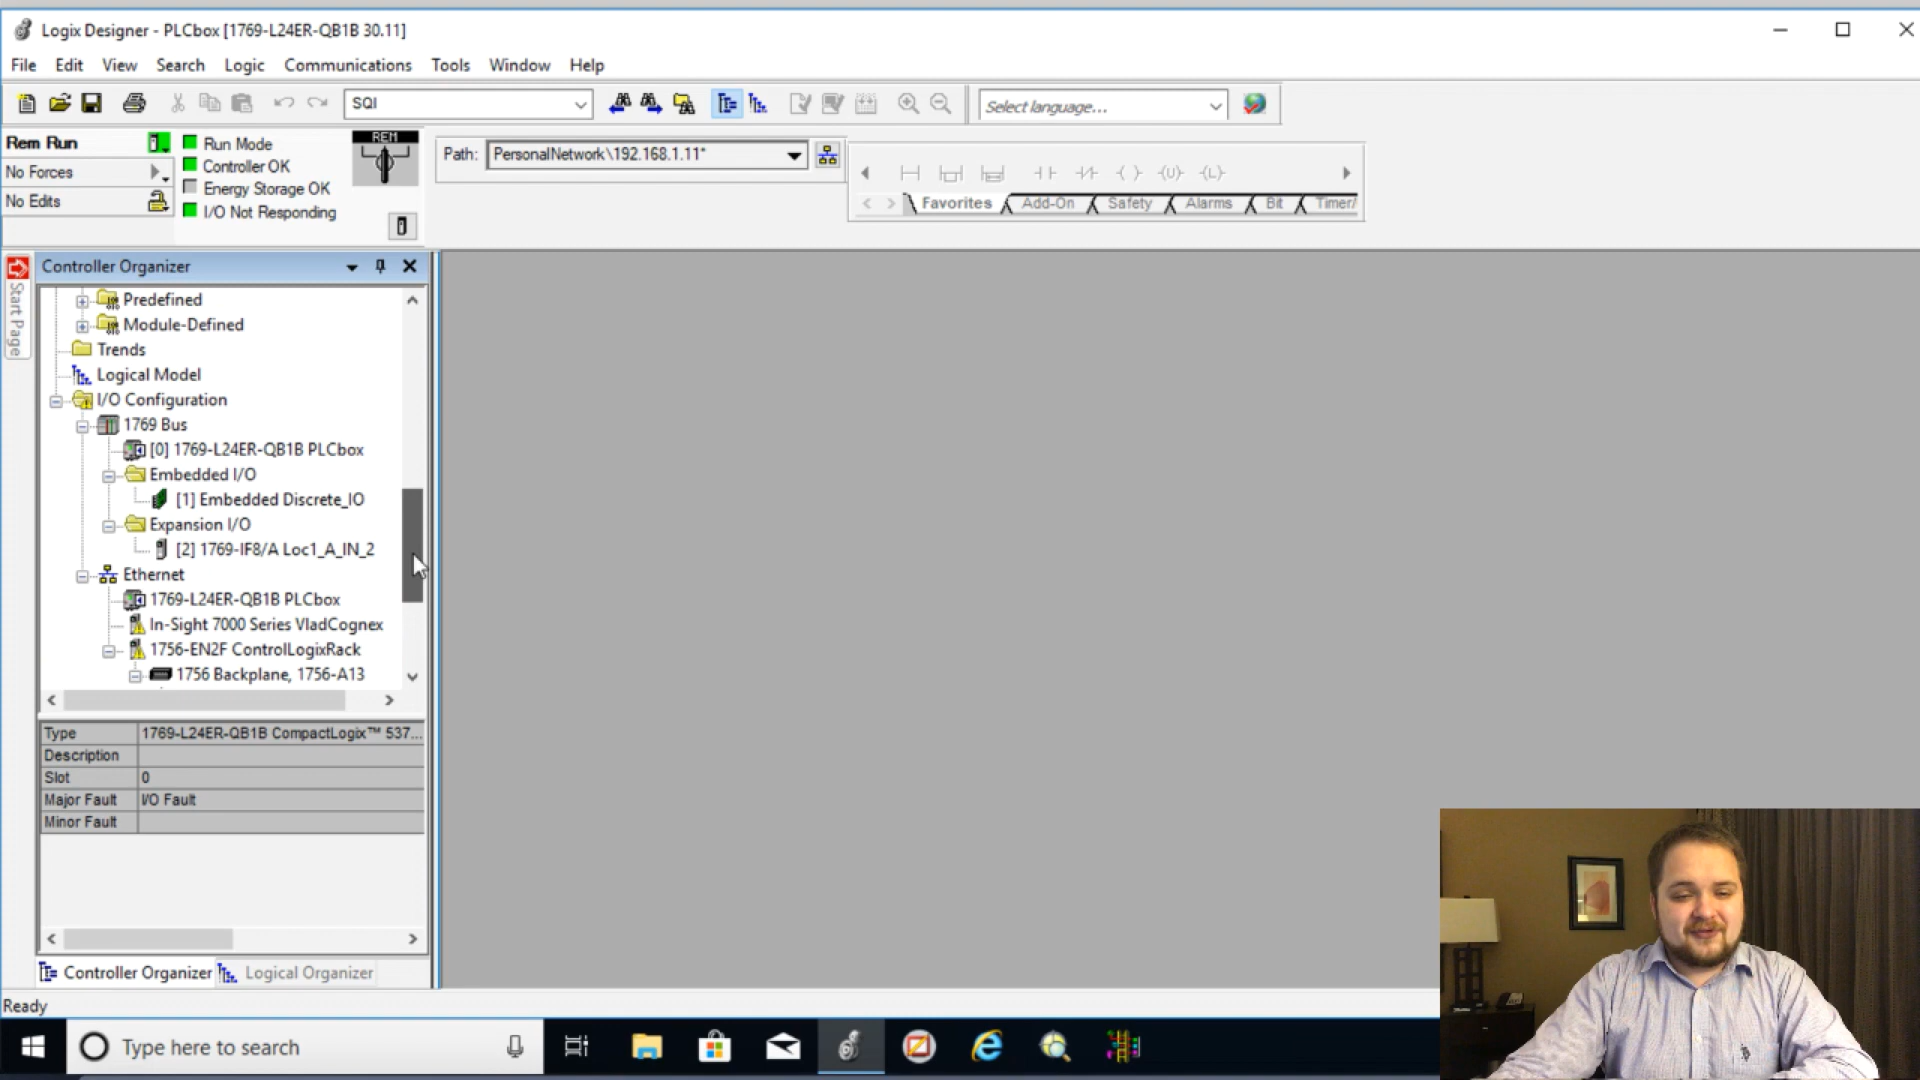 Logix Designer - PLCbox [1769-L24ER-QB1B 30.11]
File Edit View Search Logic Communications Tools Window Help
SQI
Select language...
Rem Run
No Forces
No Edits
Run Mode
Controller OK
Energy Storage OK
I/O Not Responding
REM
Path: PersonalNetwork\192.168.1.11*
Favorites Add-On Safety Alarms Bit Timer/
Start Page
Controller Organizer
Predefined
Module-Defined
Trends
Logical Model
I/O Configuration
1769 Bus
[0] 1769-L24ER-QB1B PLCbox
Embedded I/O
[1] Embedded Discrete_IO
Expansion I/O
[2] 1769-IF8/A Loc1_A_IN_2
Ethernet
1769-L24ER-QB1B PLCbox
In-Sight 7000 Series VladCognex
1756-EN2F ControlLogixRack
1756 Backplane, 1756-A13
Type 1769-L24ER-QB1B CompactLogix™ 537...
Description
Slot 0
Major Fault I/O Fault
Minor Fault
Controller Organizer Logical Organizer
Ready
Type here to search